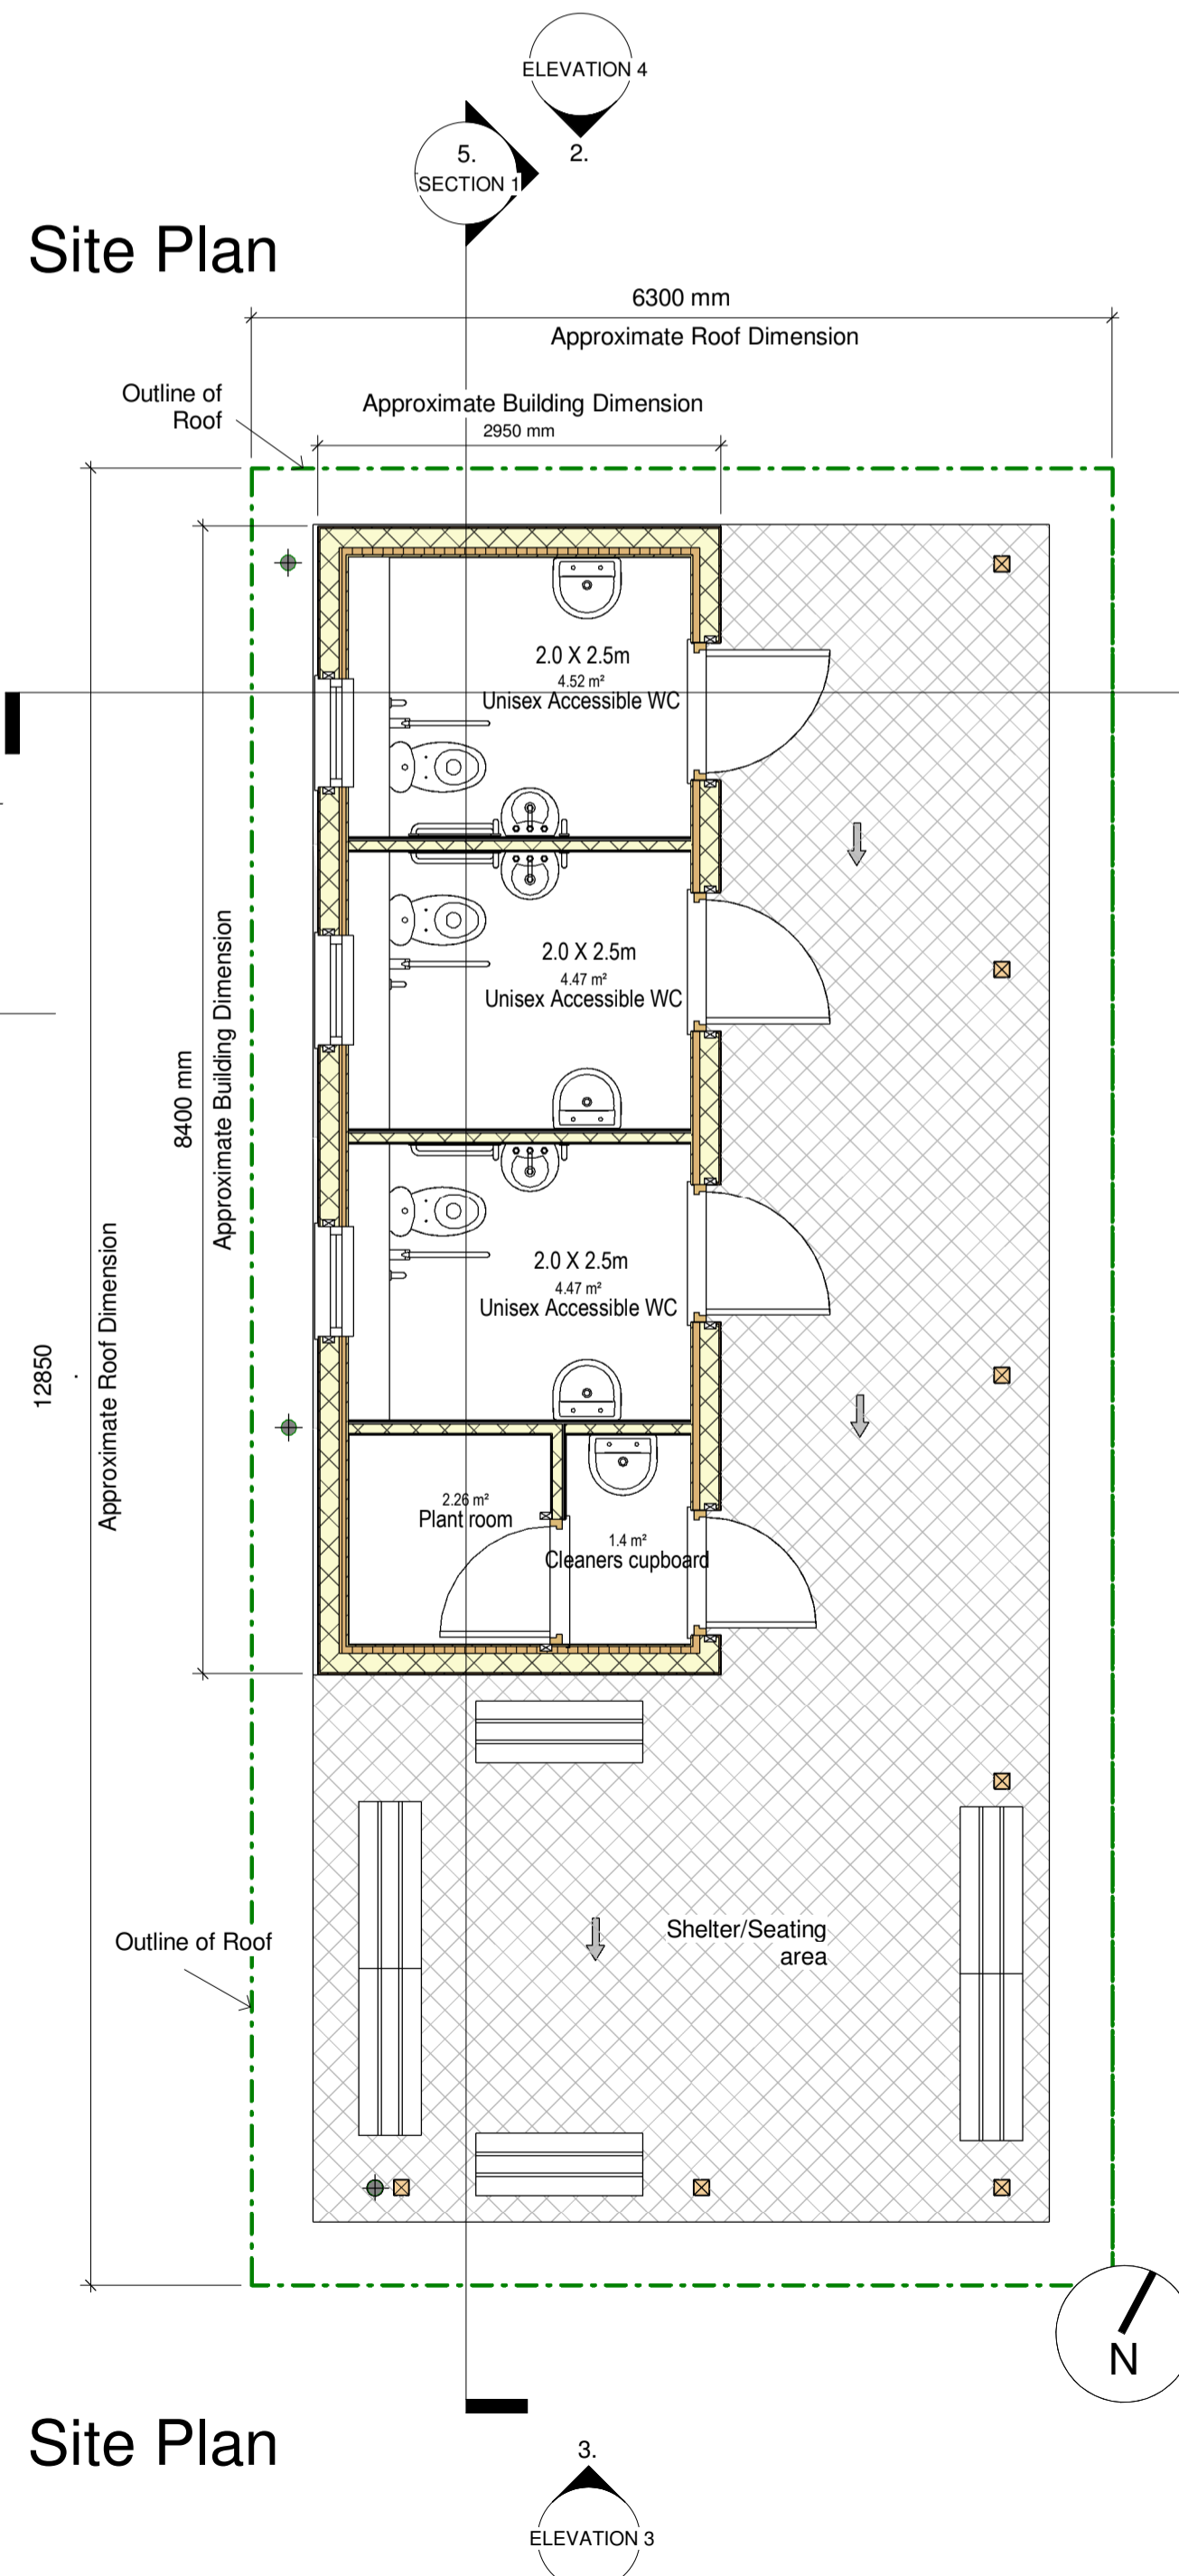 ELEVATION 4
2.
5.
SECTION 1
Site Plan
6300 mm
Approximate Roof Dimension
Outline of
Roof
Approximate Building Dimension
2950 mm
2.0 X 2.5m
4.52 m²
Unisex Accessible WC
2.0 X 2.5m
4.47 m²
Unisex Accessible WC
8400 mm
Approximate Building Dimension
2.0 X 2.5m
4.47 m²
Unisex Accessible WC
12850
Approximate Roof Dimension
2.26 m²
Plant room
1.4 m²
Cleaners cupboard
Shelter/Seating
area
Outline of Roof
N
Site Plan
3.
ELEVATION 3